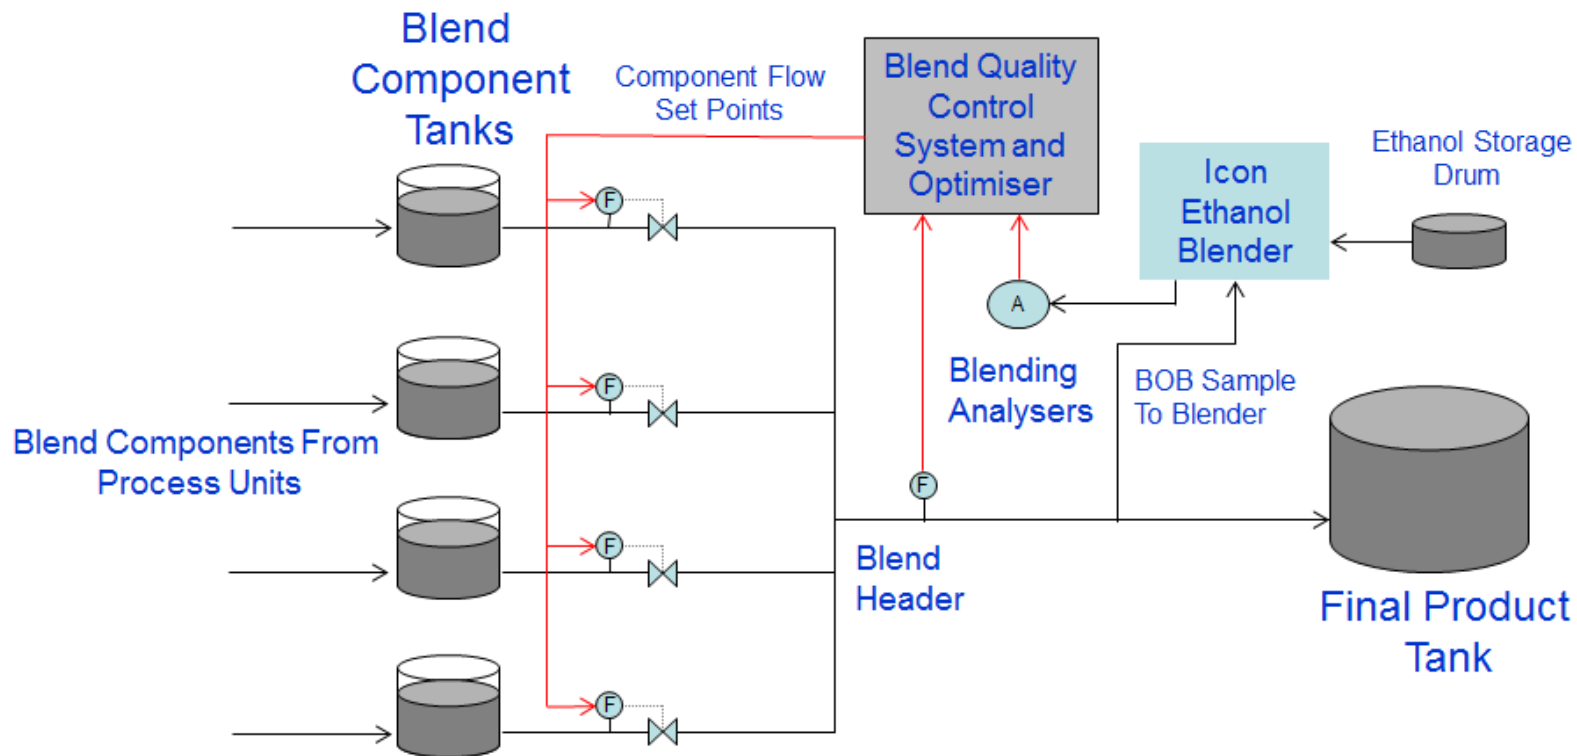 Blend
Component
Tanks
Component Flow
Set Points
Blend Quality
Control
System and
Optimiser
Icon
Ethanol
Blender
Ethanol Storage
Drum
F
F
F
F
F
A
Blending
Analysers
BOB Sample
To Blender
Blend Components From
Process Units
Blend
Header
Final Product
Tank